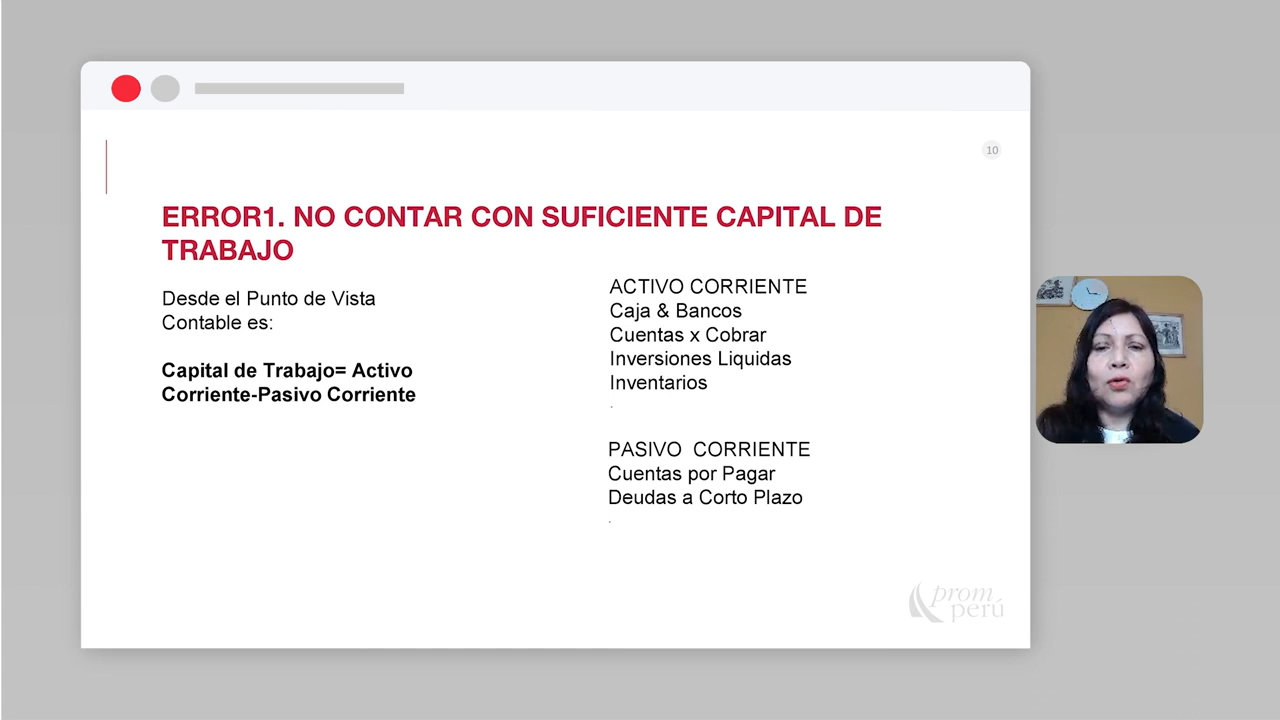 10
ERROR1. NO CONTAR CON SUFICIENTE CAPITAL DE
TRABAJO
Desde el Punto de Vista
Contable es:
Capital de Trabajo= Activo
Corriente-Pasivo Corriente
ACTIVO CORRIENTE
Caja & Bancos
Cuentas x Cobrar
Inversiones Liquidas
Inventarios
.
PASIVO  CORRIENTE
Cuentas por Pagar
Deudas a Corto Plazo
.
prom
perú